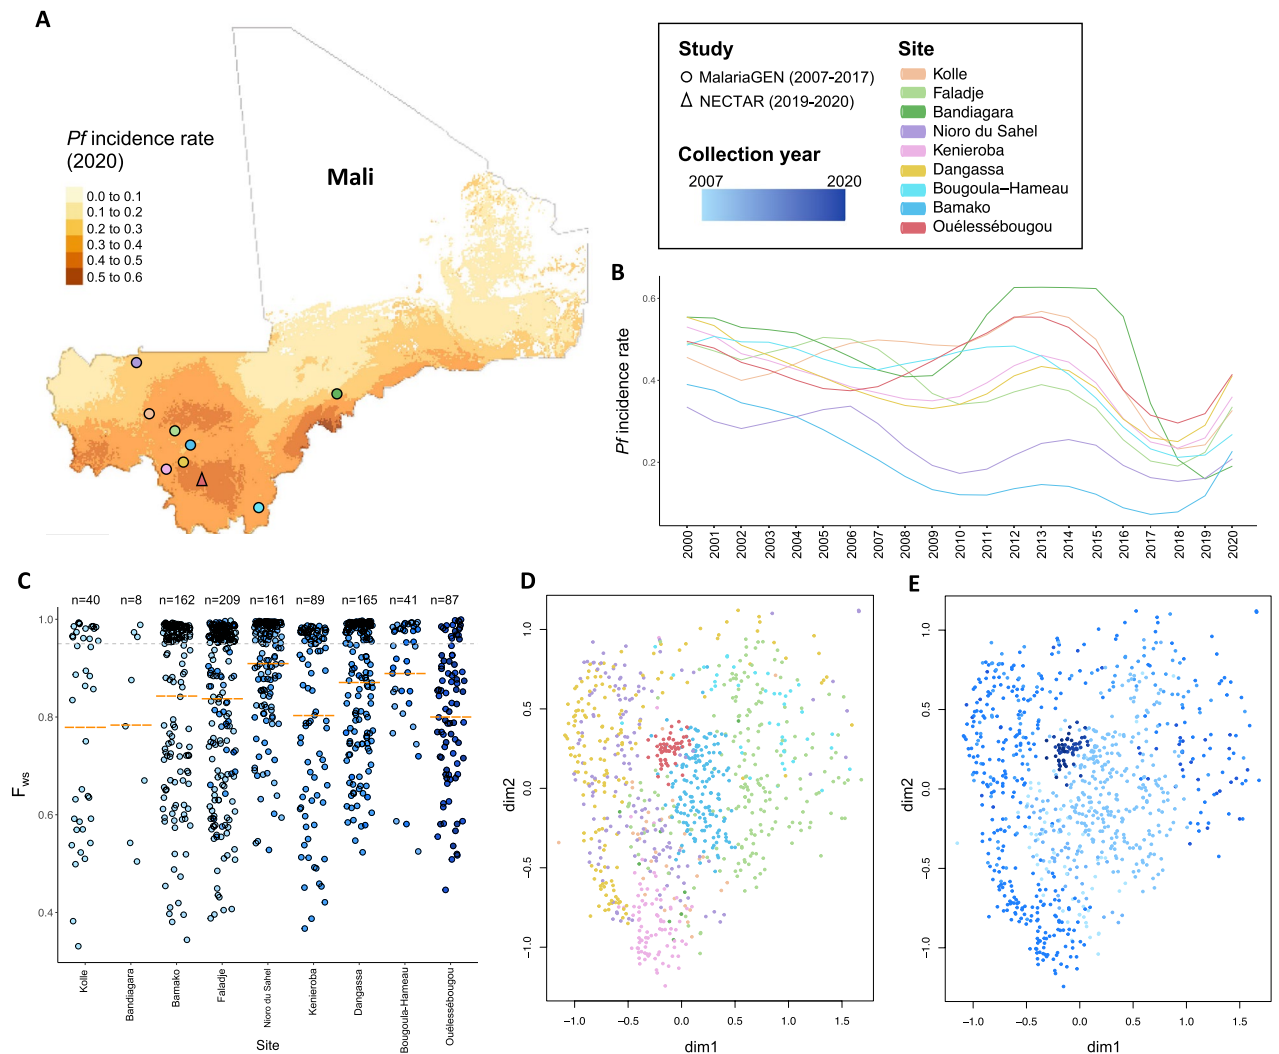 A
Pf incidence rate
(2020)
0.0 to 0.1
0.1 to 0.2
0.2 to 0.3
0.3 to 0.4
0.4 to 0.5
0.5 to 0.6
Mali
Study
MalariaGEN (2007-2017)
NECTAR (2019-2020)
Collection year
2007 2020
Site
Kolle
Faladje
Bandiagara
Nioro du Sahel
Kenieroba
Dangassa
Bougoula–Hameau
Bamako
Ouélessébougou
B
Pf incidence rate
0.6
0.4
0.2
2000 2001 2002 2003 2004 2005 2006 2007 2008 2009 2010 2011 2012 2013 2014 2015 2016 2017 2018 2019 2020
C
n=40 n=8 n=162 n=209 n=161 n=89 n=165 n=41 n=87
Fws
1.0
0.8
0.6
0.4
Kolle
Bandiagara
Bamako
Faladje
Nioro du Sahel
Kenieroba
Dangassa
Bougoula-Hameau
Ouélessébougou
Site
D
dim2
1.0
0.5
0.0
−0.5
−1.0
−1.0 −0.5 0.0 0.5 1.0 1.5
dim1
E
dim2
1.0
0.5
0.0
−0.5
−1.0
−1.0 −0.5 0.0 0.5 1.0 1.5
dim1